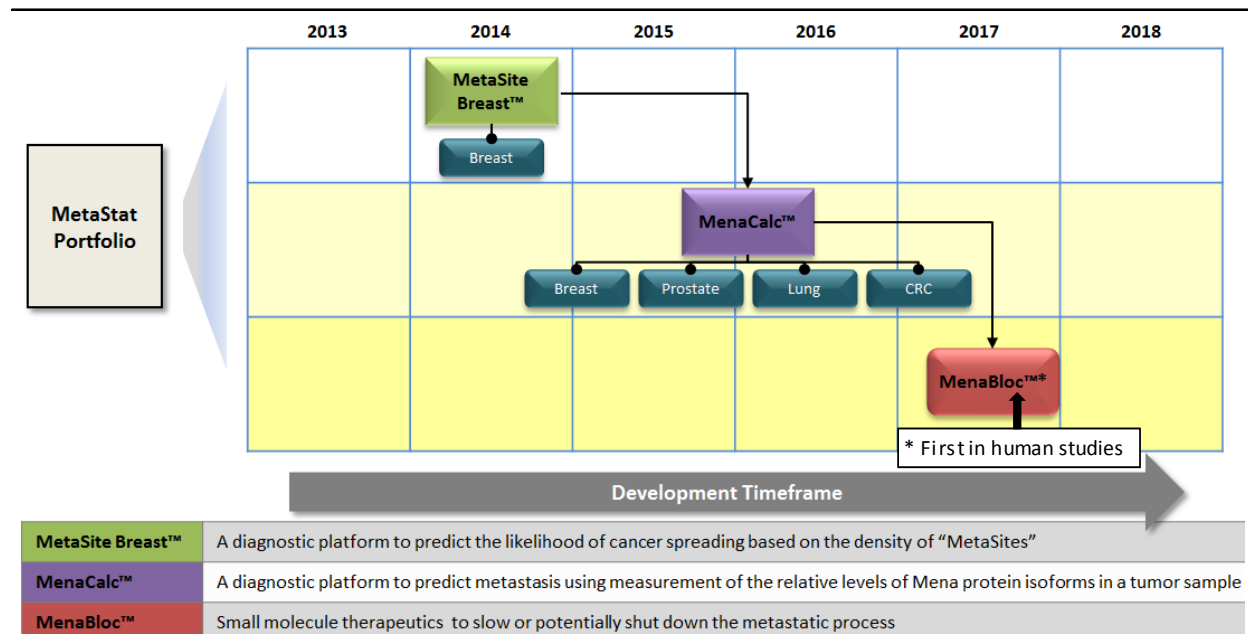 2013 2014 2015 2016 2017 2018
MetaSite
Breast™
Breast
MetaStat
Portfolio
MenaCalc™
Breast Prostate Lung CRC
MenaBloc™*
* First in human studies
Development Timeframe
MetaSite Breast™ A diagnostic platform to predict the likelihood of cancer spreading based on the density of “MetaSites”
MenaCalc™ A diagnostic platform to predict metastasis using measurement of the relative levels of Mena protein isoforms in a tumor sample
MenaBloc™ Small molecule therapeutics to slow or potentially shut down the metastatic process